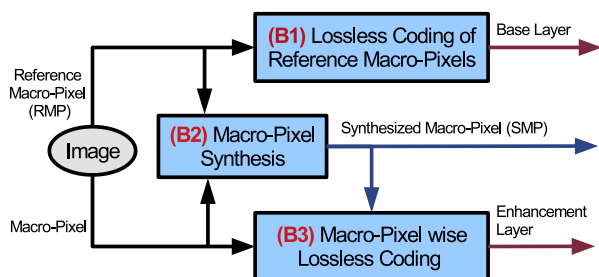 (B1) Lossless Coding of
Reference Macro-Pixels
Base Layer
Reference
Macro-Pixel
(RMP)
(B2) Macro-Pixel
Synthesis
Synthesized Macro-Pixel (SMP)
Image
Macro-Pixel
(B3) Macro-Pixel wise
Lossless Coding
Enhancement
Layer